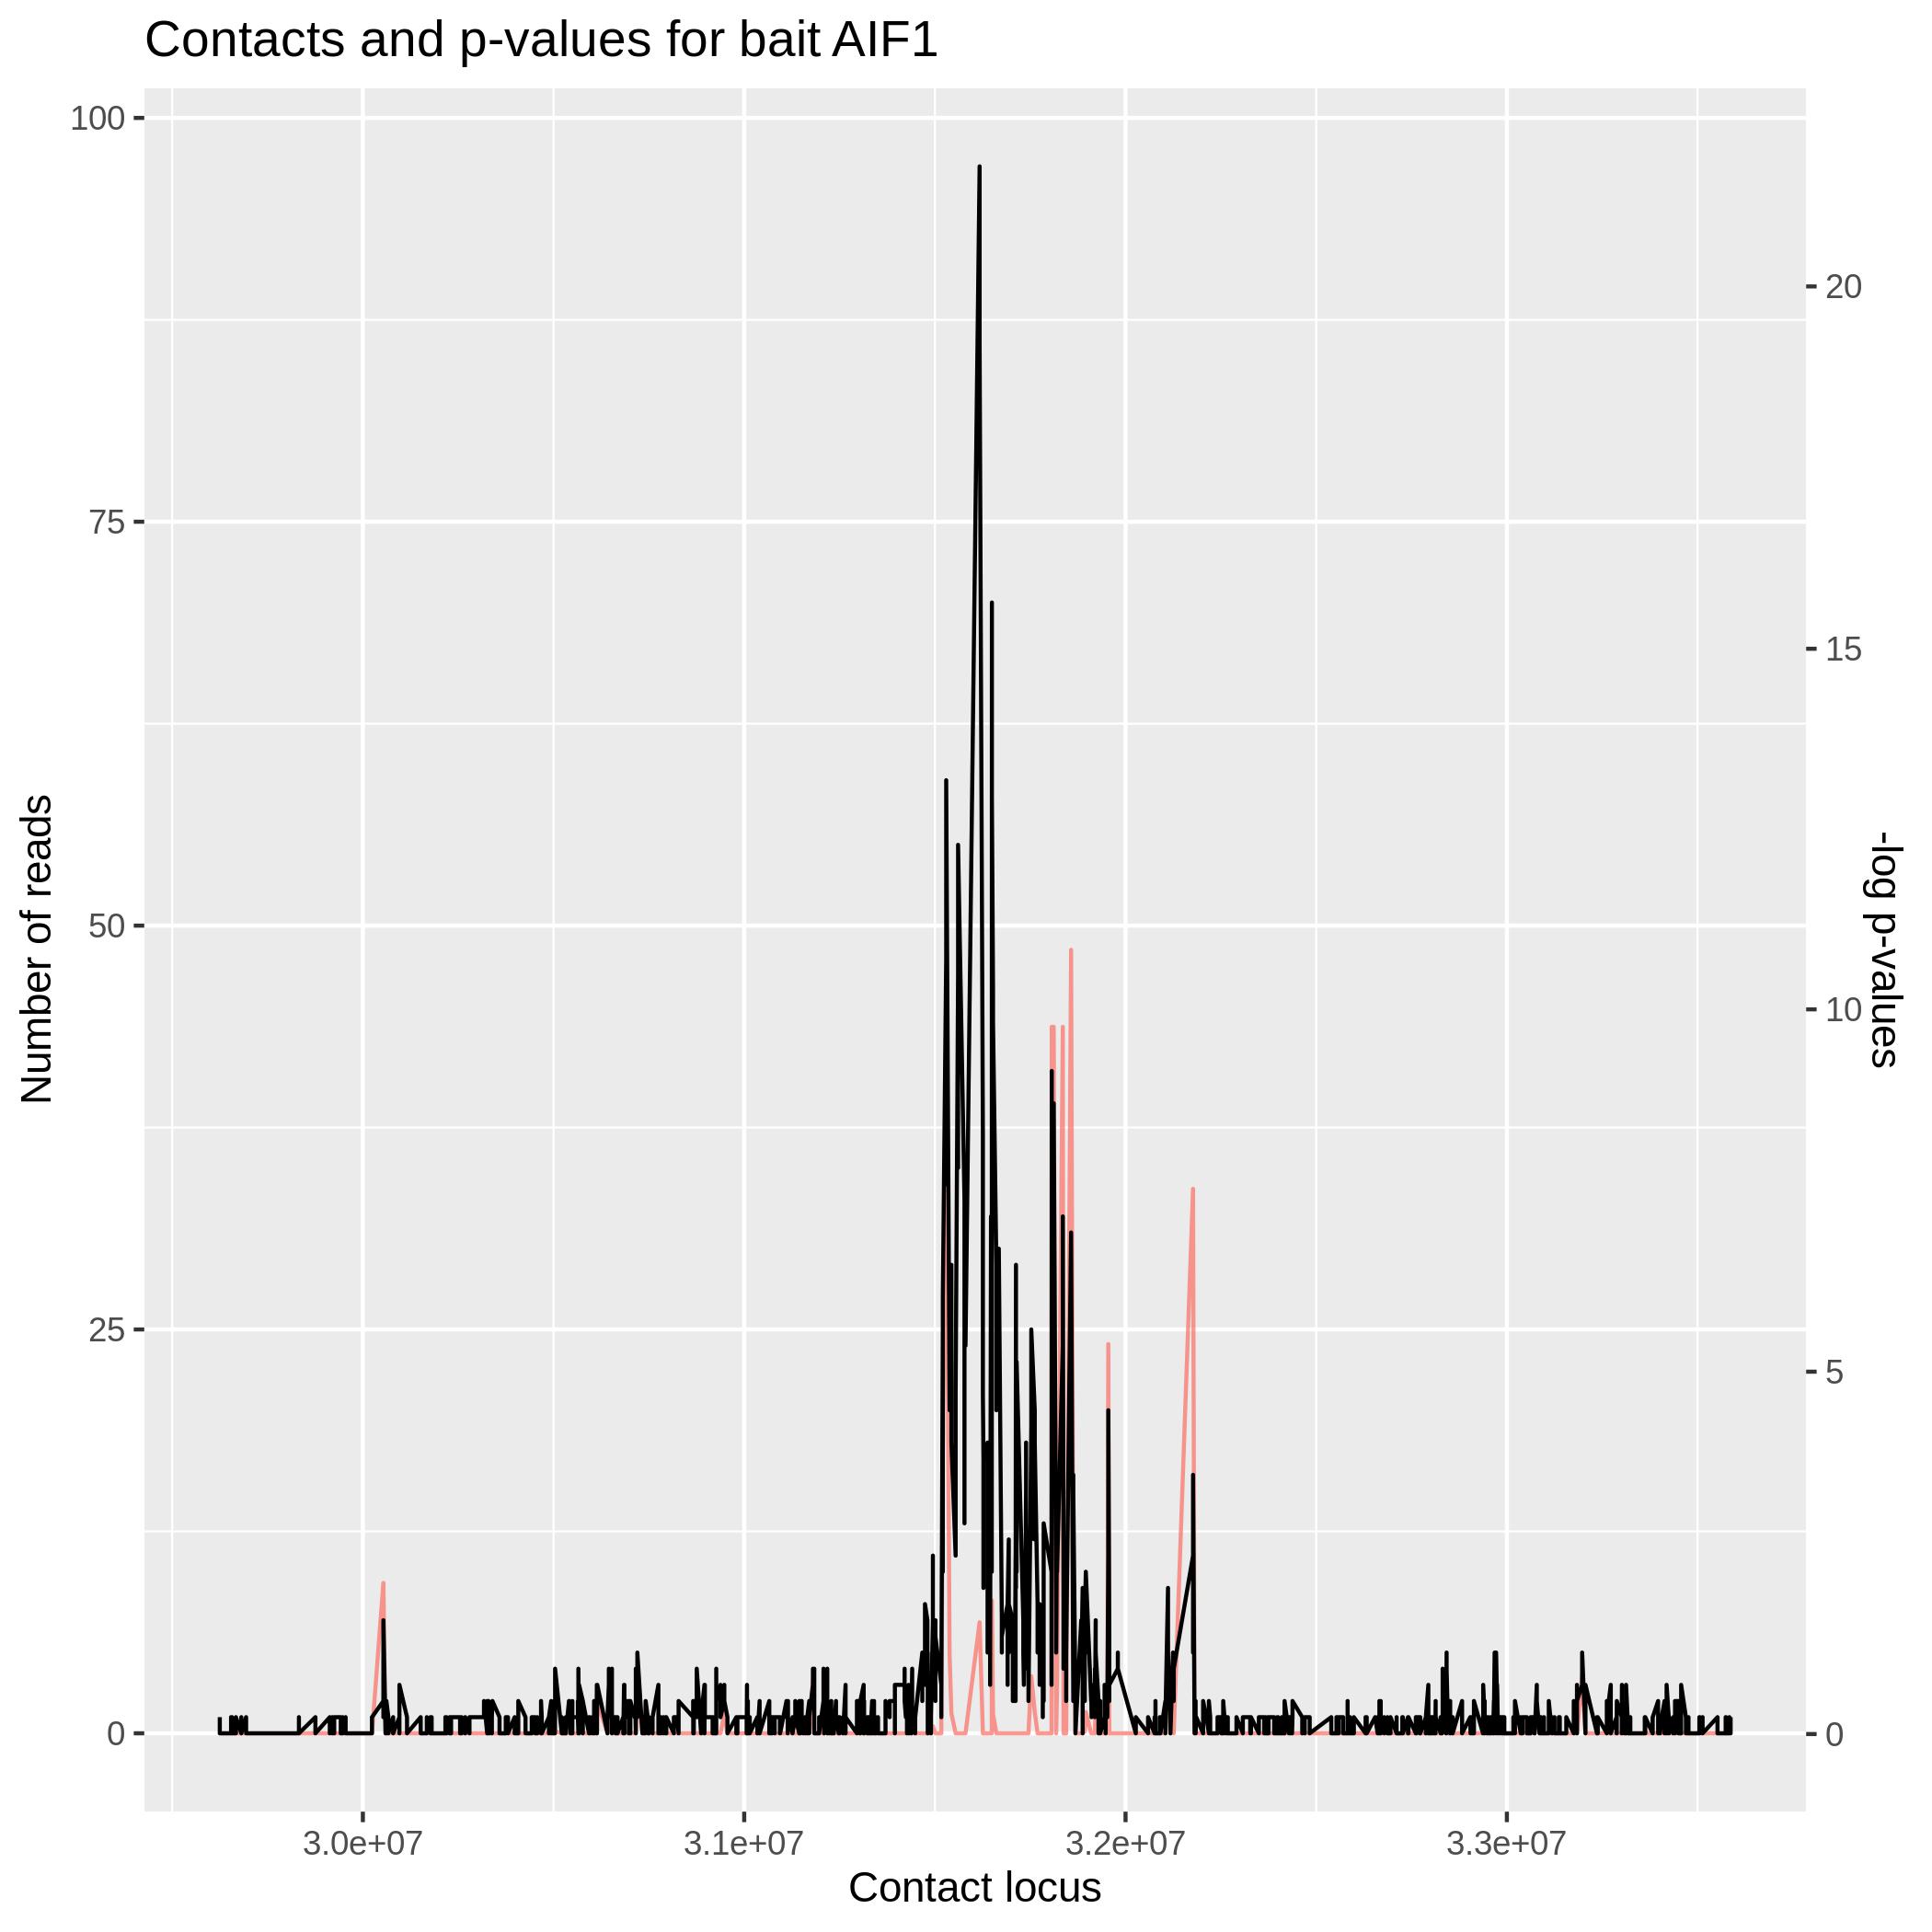 Contacts and p-values for bait AIF1
100
75
50
25
0
Number of reads
20
15
10
5
0
-log p-values
3.0e+07
3.1e+07
3.2e+07
3.3e+07
Contact locus